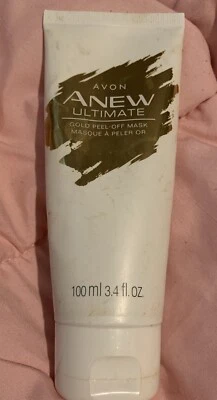 AVON
ANEW
ULTIMATE
GOLD PEEL-OFF MASK
MASQUE À PELER OR
100 ml 3.4 fl. oz.